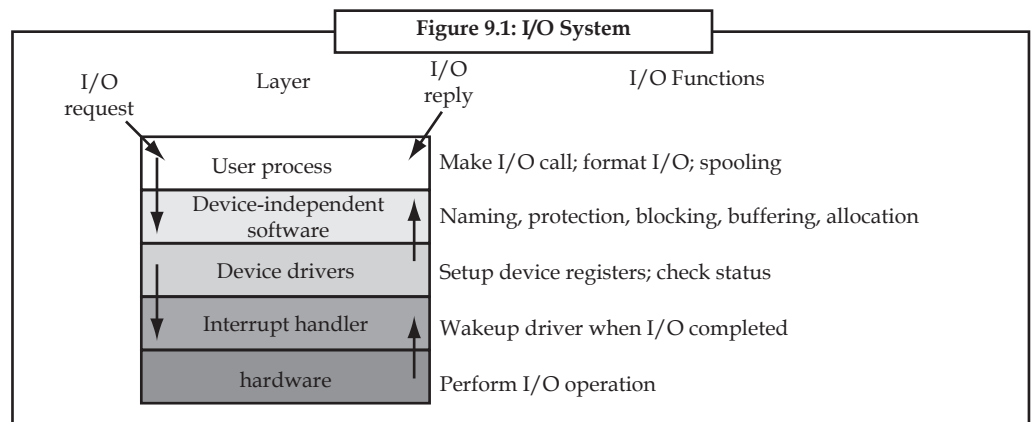 Figure 9.1: I/O System
I/O
request
Layer
I/O
reply
I/O Functions
User process
Make I/O call; format I/O; spooling
Device-independent
software
Naming, protection, blocking, buffering, allocation
Device drivers
Setup device registers; check status
Interrupt handler
Wakeup driver when I/O completed
hardware
Perform I/O operation